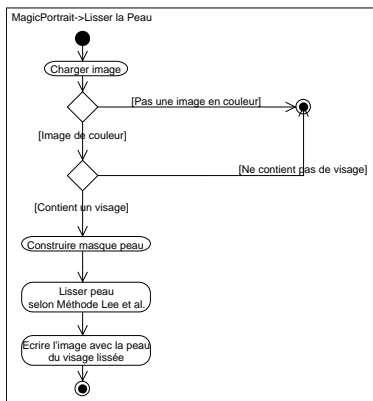 MagicPortrait->Lisser la Peau
Charger image
[Pas une image en couleur]
[Image de couleur]
[Ne contient pas de visage]
[Contient un visage]
Construire masque peau
Lisser peau
selon Méthode Lee et al.
Ecrire l'image avec la peau
du visage lissée